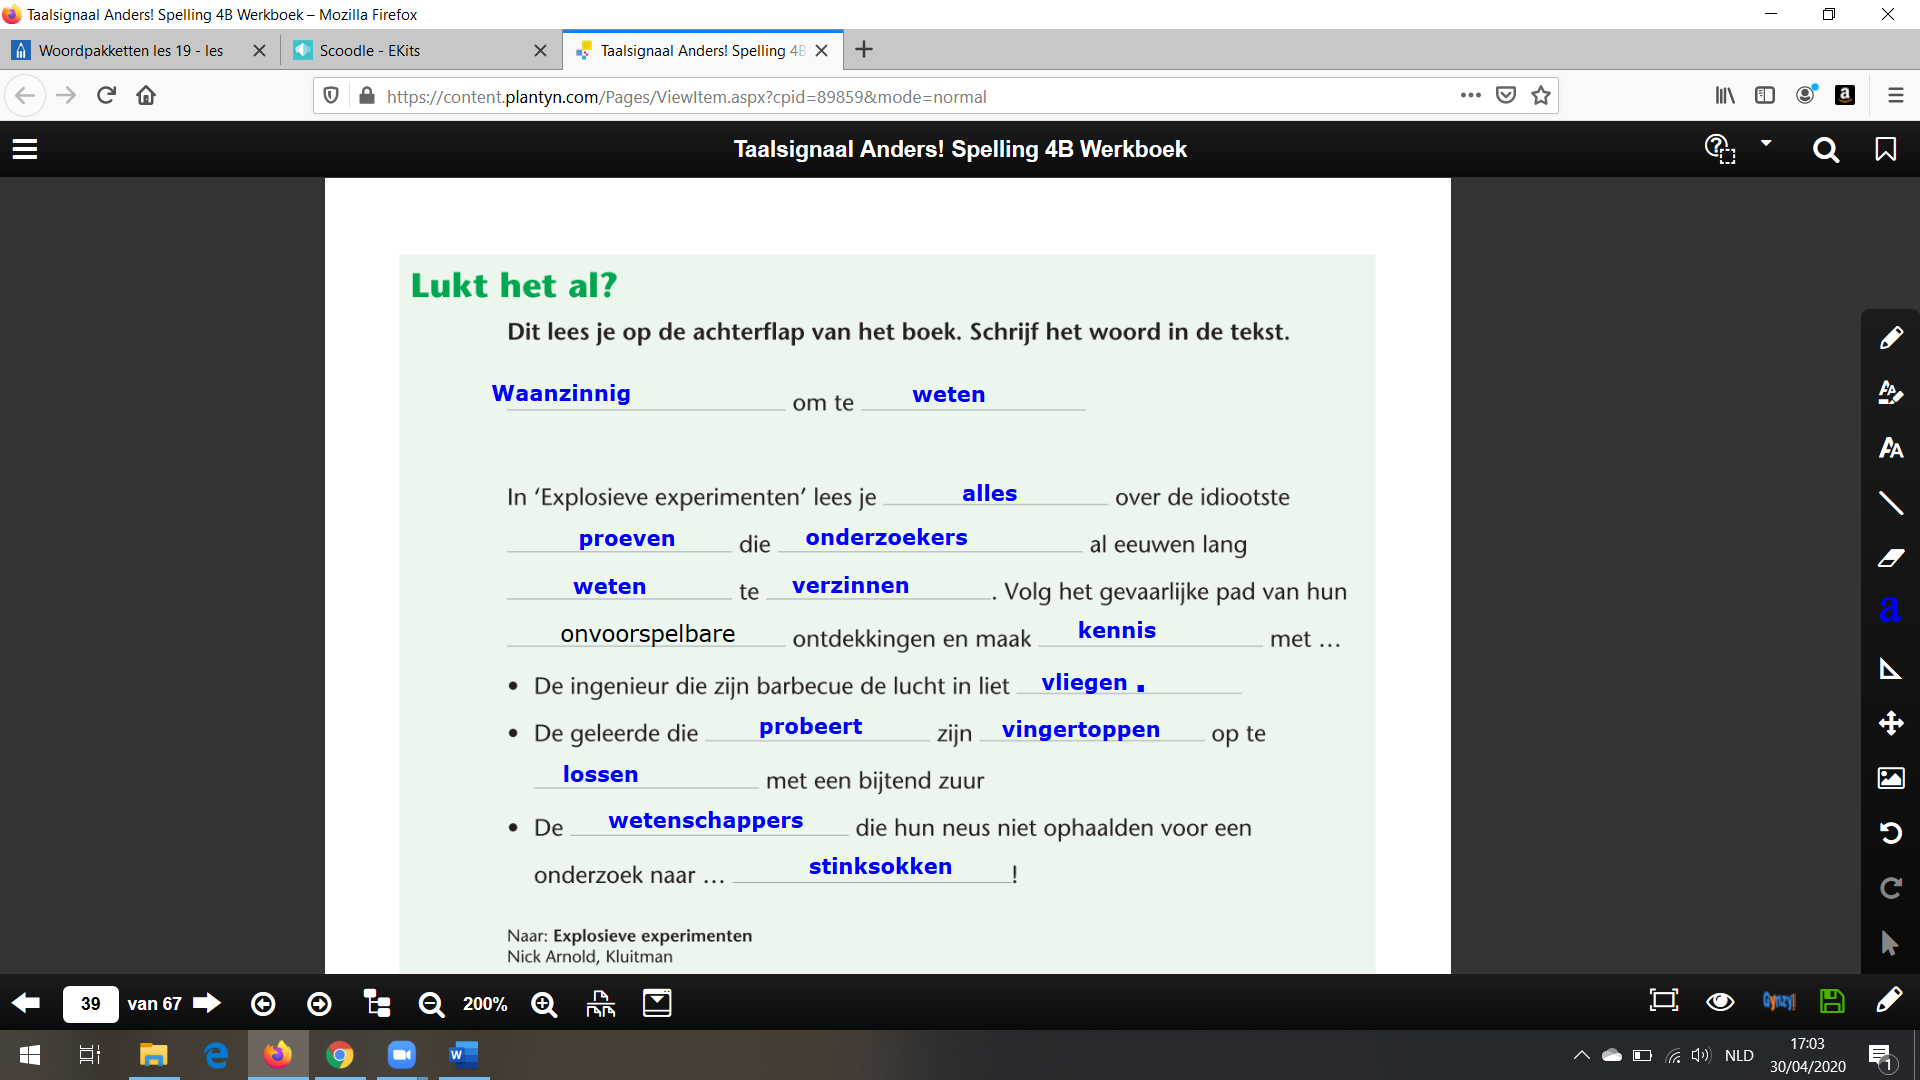 Taalsignaal Anders! Spelling 4B Werkboek – Mozilla Firefox
Woordpakketten les 19 - les
Scoodle - EKits
Taalsignaal Anders! Spelling 4B
https://content.plantyn.com/Pages/ViewItem.aspx?cpid=89859&mode=normal
Taalsignaal Anders! Spelling 4B Werkboek
Lukt het al?
Dit lees je op de achterflap van het boek. Schrijf het woord in de tekst.
Waanzinnig om te weten
In ‘Explosieve experimenten’ lees je alles over de idiootste
proeven die onderzoekers al eeuwen lang
weten te verzinnen. Volg het gevaarlijke pad van hun
onvoorspelbare ontdekkingen en maak kennis met ...
• De ingenieur die zijn barbecue de lucht in liet vliegen .
• De geleerde die probeert zijn vingertoppen op te
lossen met een bijtend zuur
• De wetenschappers die hun neus niet ophaalden voor een
onderzoek naar ... stinksokken!
Naar: Explosieve experimenten
Nick Arnold, Kluitman
39 van 67 200% Gynzy!
NLD
17:03
30/04/2020
1